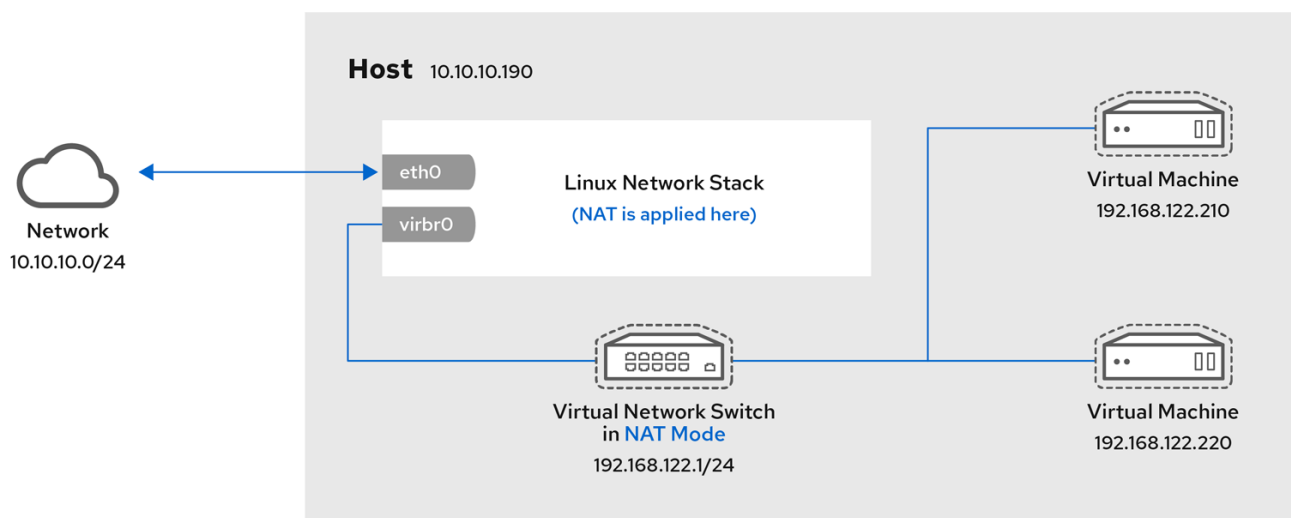 Host 10.10.10.190
eth0
Linux Network Stack
(NAT is applied here)
virbr0
Network
10.10.10.0/24
Virtual Machine
192.168.122.210
Virtual Network Switch
in NAT Mode
192.168.122.1/24
Virtual Machine
192.168.122.220